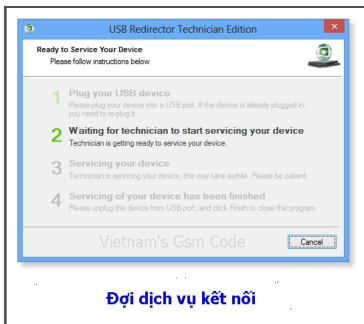 USB Redirector Technician Edition
Ready to Service Your Device
Please follow instructions below
1 Plug your USB device
Please plug your device into a USB port. If the device is already plugged in,
you need to re-plug it.
2 Waiting for technician to start servicing your device
Technician is getting ready to service your device.
3 Servicing your device
Technician is servicing your device, this may take awhile. Please be patient.
4 Servicing of your device has been finished
Please unplug the device from USB port, and click Finish to close this program.
Vietnam's Gsm Code
Cancel
Đợi dịch vụ kết nối